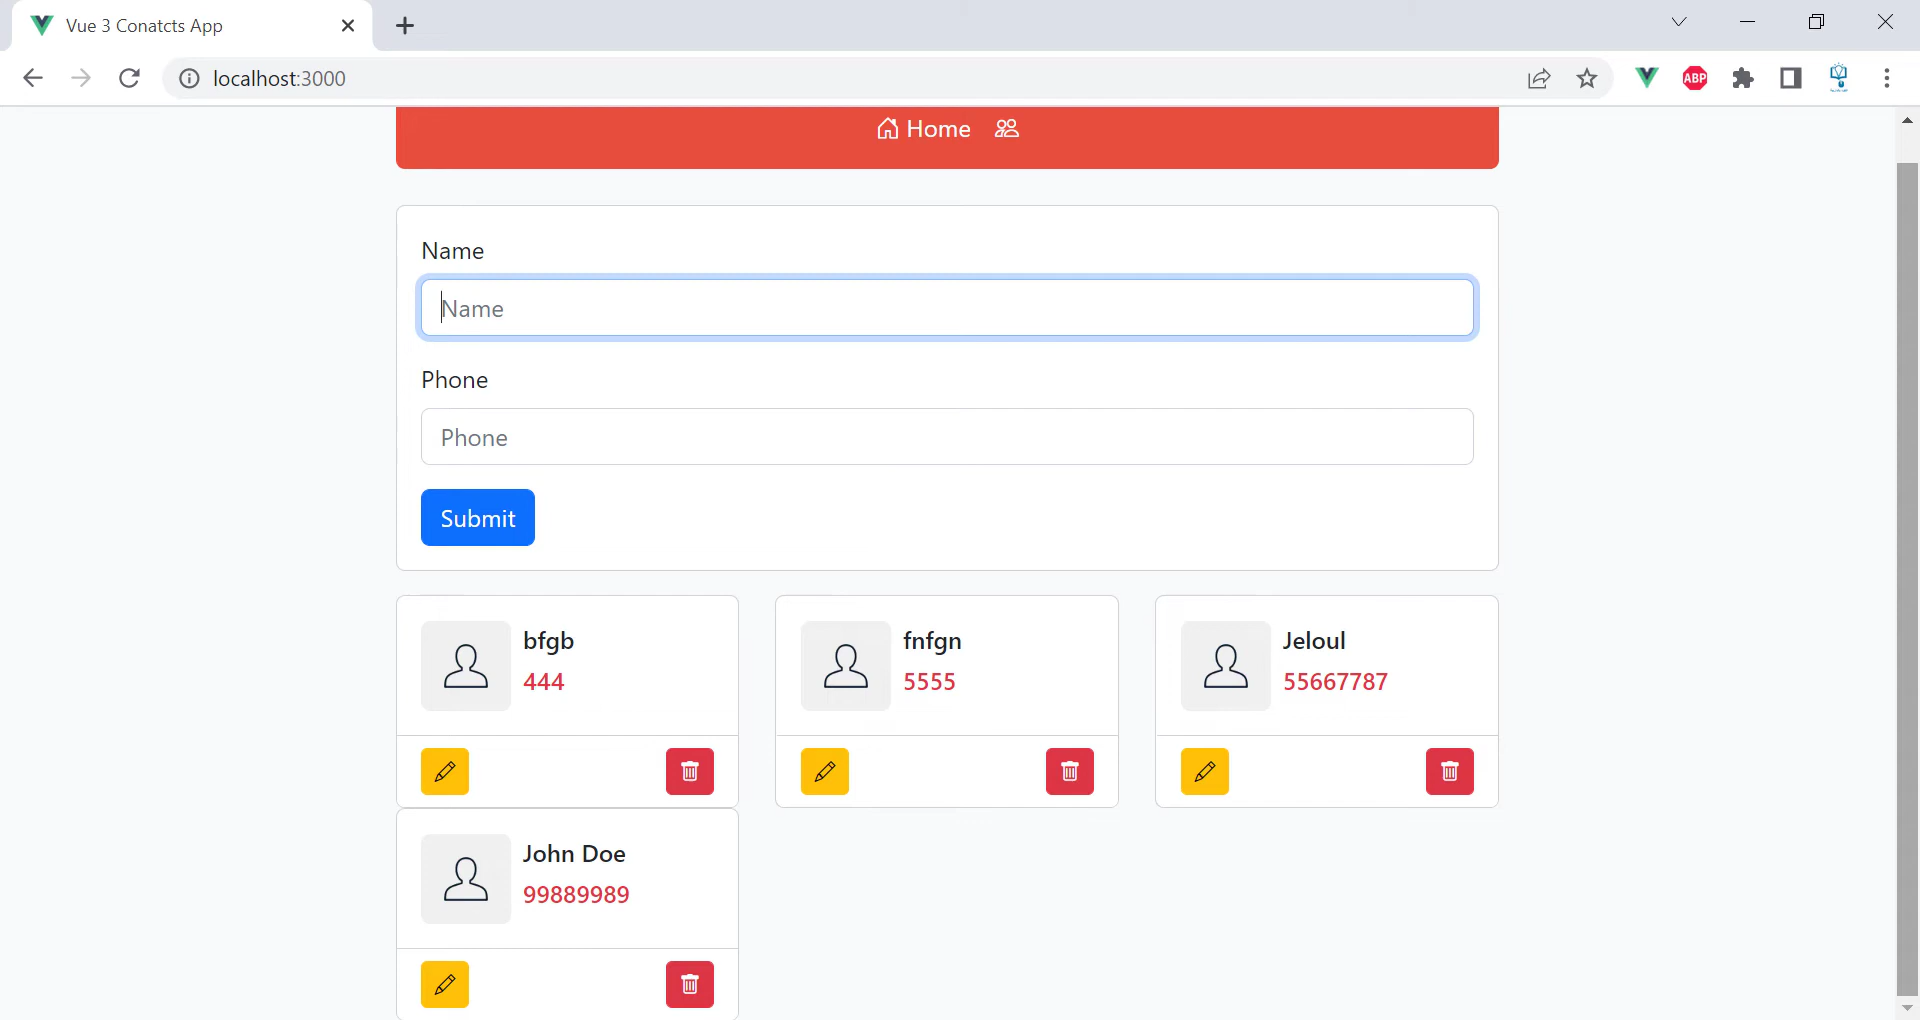 Vue 3 Conatcts App
localhost:3000
ABP
Home
Name
Name
Phone
Phone
Submit
bfgb
444
fnfgn
5555
Jeloul
55667787
John Doe
99889989